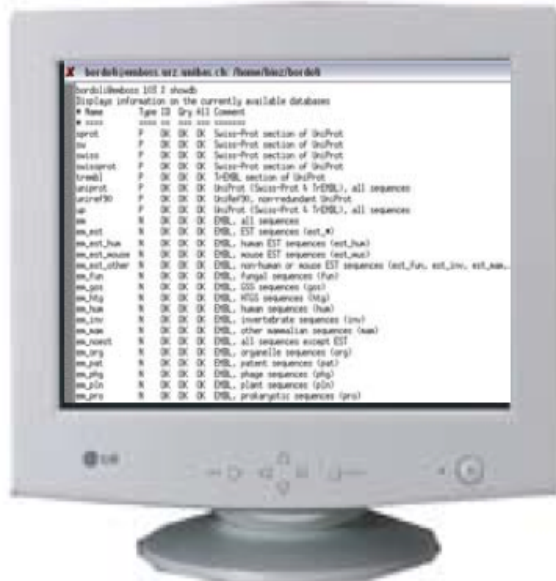 bordoli@emboss.urz.unibas.ch: /home/bioz/bordoli
bordoli@emboss 103 } showdb
Displays information on the currently available databases
# Name Type ID Qry All Comment
# ==== ==== == === === =======
sprot P OK OK OK Swiss-Prot section of UniProt
sw P OK OK OK Swiss-Prot section of UniProt
swiss P OK OK OK Swiss-Prot section of UniProt
swissprot P OK OK OK Swiss-Prot section of UniProt
trembl P OK OK OK TrEMBL section of UniProt
uniprot P OK OK OK UniProt (Swiss-Prot & TrEMBL), all sequences
uniref90 P OK OK OK UniRef90, non-redundant UniProt
up P OK OK OK UniProt (Swiss-Prot & TrEMBL), all sequences
em N OK OK OK EMBL, all sequences
em_est N OK OK OK EMBL, EST sequences (est_*)
em_est_hum N OK OK OK EMBL, human EST sequences (est_hum)
em_est_mouse N OK OK OK EMBL, mouse EST sequences (est_mus)
em_est_other N OK OK OK EMBL, non-human or mouse EST sequences (est_fun, est_inv, est_mam,
em_fun N OK OK OK EMBL, fungal sequences (fun)
em_gss N OK OK OK EMBL, GSS sequences (gss)
em_htg N OK OK OK EMBL, HTGS sequences (htg)
em_hum N OK OK OK EMBL, human sequences (hum)
em_inv N OK OK OK EMBL, invertebrate sequences (inv)
em_mam N OK OK OK EMBL, other mammalian sequences (mam)
em_noest N OK OK OK EMBL, all sequences except EST
em_org N OK OK OK EMBL, organelle sequences (org)
em_pat N OK OK OK EMBL, patent sequences (pat)
em_phg N OK OK OK EMBL, phage sequences (phg)
em_pln N OK OK OK EMBL, plant sequences (pln)
em_pro N OK OK OK EMBL, prokaryotic sequences (pro)
LG